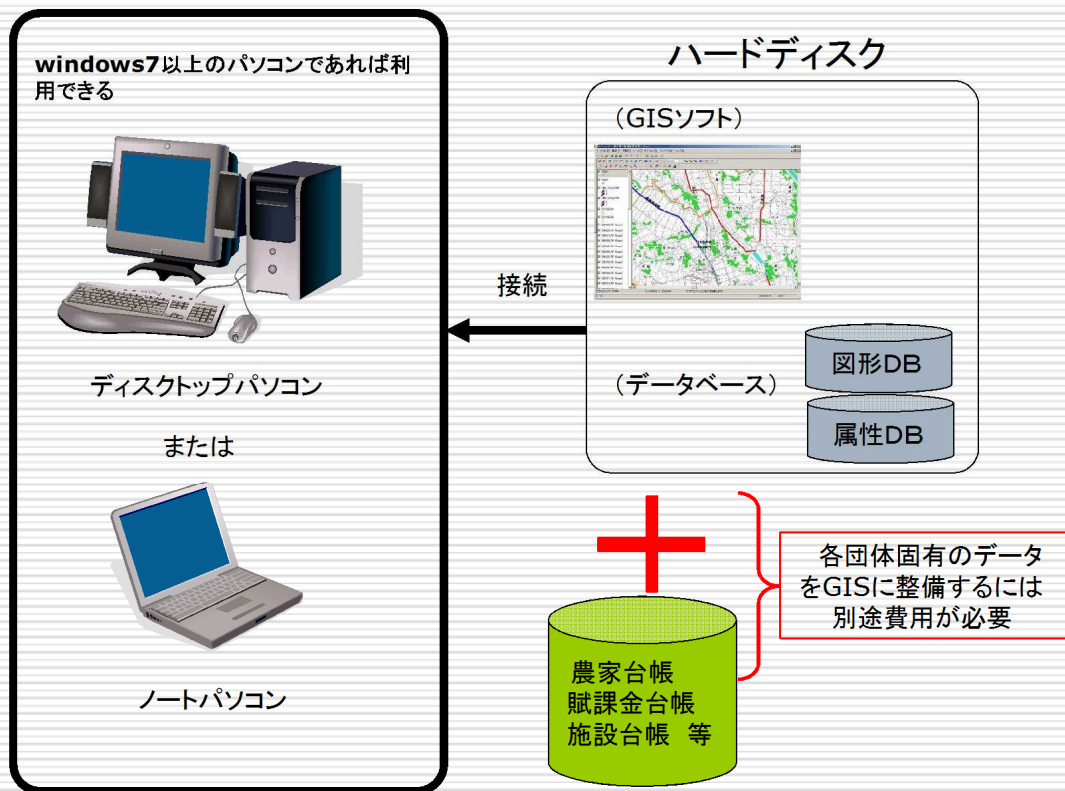 windows7以上のパソコンであれば利
用できる
ディスクトップパソコン
または
ノートパソコン
接続
ハードディスク
(GISソフト)
(データベース)
図形DB
属性DB
農家台帳
賦課金台帳
施設台帳 等
各団体固有のデータ
をGISに整備するには
別途費用が必要